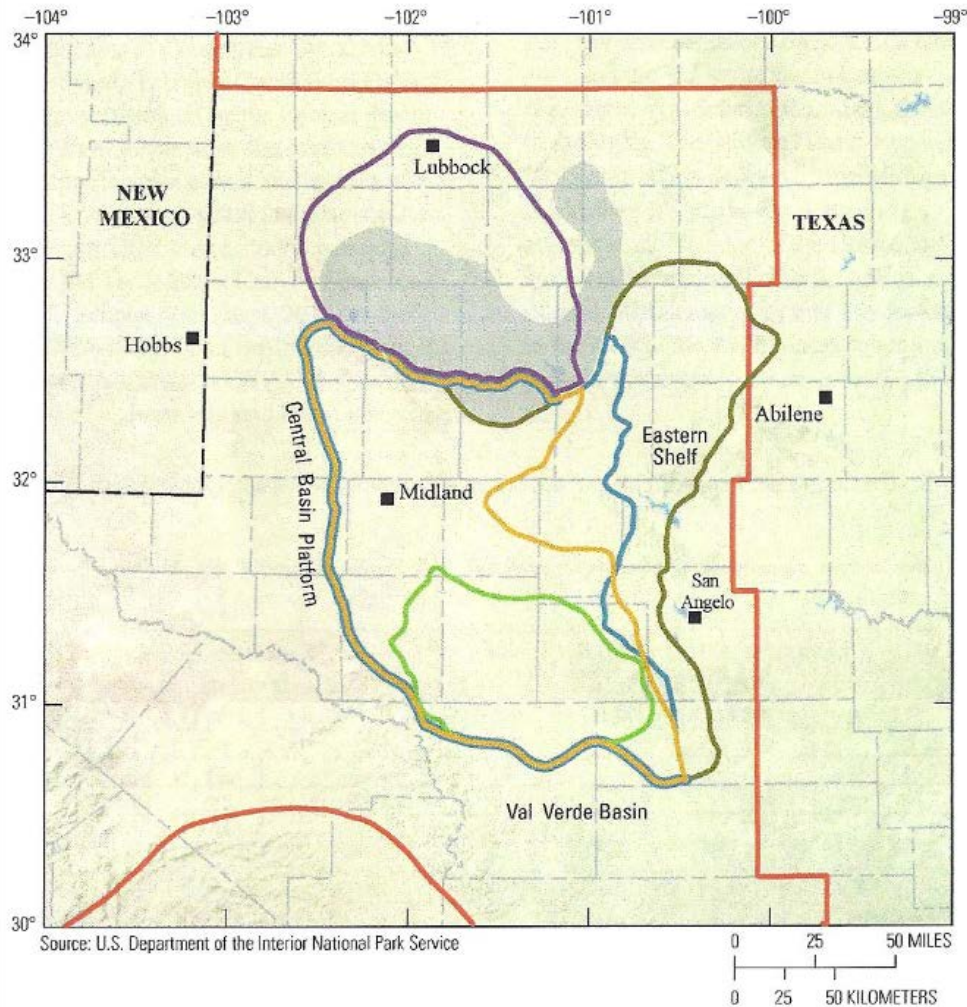 −104° −103° −102° −101° −100° −99°
34°
Lubbock
NEW
MEXICO
TEXAS
33°
Hobbs
Central Basin Platform
Eastern
Shelf
Abilene
32°
Midland
San
Angelo
31°
Val Verde Basin
30°
Source: U.S. Department of the Interior National Park Service
0 25 50 MILES
0 25 50 KILOMETERS